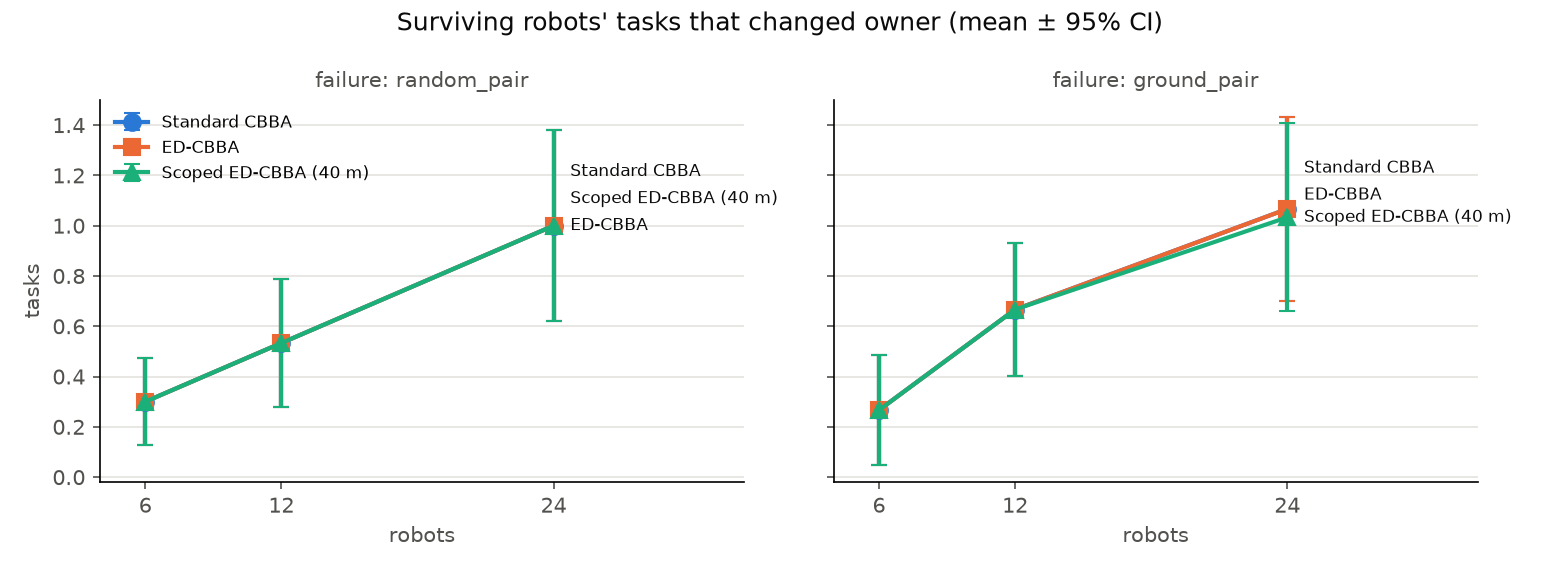 Surviving robots' tasks that changed owner (mean ± 95% CI)
failure: random_pair
Standard CBBA
ED-CBBA
Scoped ED-CBBA (40 m)
Standard CBBA
Scoped ED-CBBA (40 m)
ED-CBBA
1.4
1.2
1.0
0.8
0.6
0.4
0.2
0.0
tasks
6
12
24
robots
failure: ground_pair
Standard CBBA
ED-CBBA
Scoped ED-CBBA (40 m)
6
12
24
robots